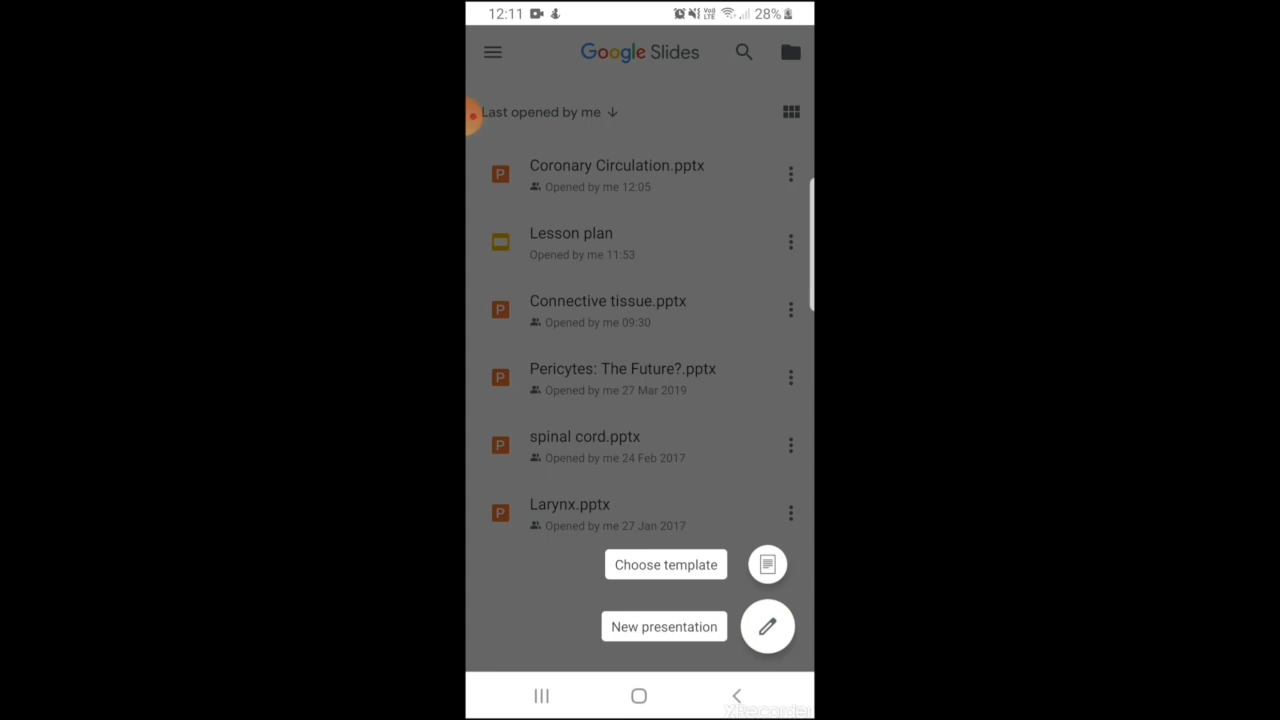 12:11 Vo) LTE 28%
Google Slides
Last opened by me ↓
Coronary Circulation.pptx
Opened by me 12:05
Lesson plan
Opened by me 11:53
Connective tissue.pptx
Opened by me 09:30
Pericytes: The Future?.pptx
Opened by me 27 Mar 2019
spinal cord.pptx
Opened by me 24 Feb 2017
Larynx.pptx
Opened by me 27 Jan 2017
Choose template
New presentation
XRecorder